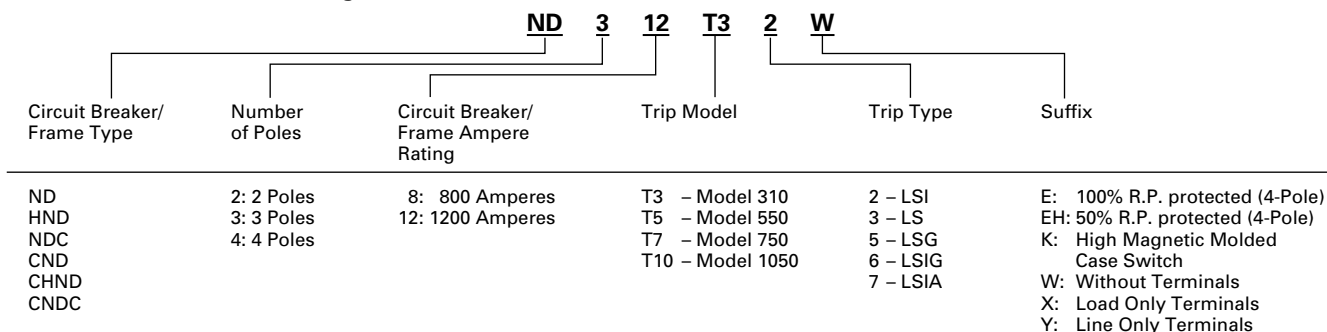 ND 3 12 T3 2 W
Circuit Breaker/ Number Circuit Breaker/ Trip Model Trip Type Suffix
Frame Type of Poles Frame Ampere
Rating
ND 2: 2 Poles 8: 800 Amperes T3 – Model 310 2 – LSI E: 100% R.P. protected (4-Pole)
HND 3: 3 Poles 12: 1200 Amperes T5 – Model 550 3 – LS EH: 50% R.P. protected (4-Pole)
NDC 4: 4 Poles T7 – Model 750 5 – LSG K: High Magnetic Molded
CND T10 – Model 1050 6 – LSIG Case Switch
CHND 7 – LSIA W: Without Terminals
CNDC X: Load Only Terminals
Y: Line Only Terminals